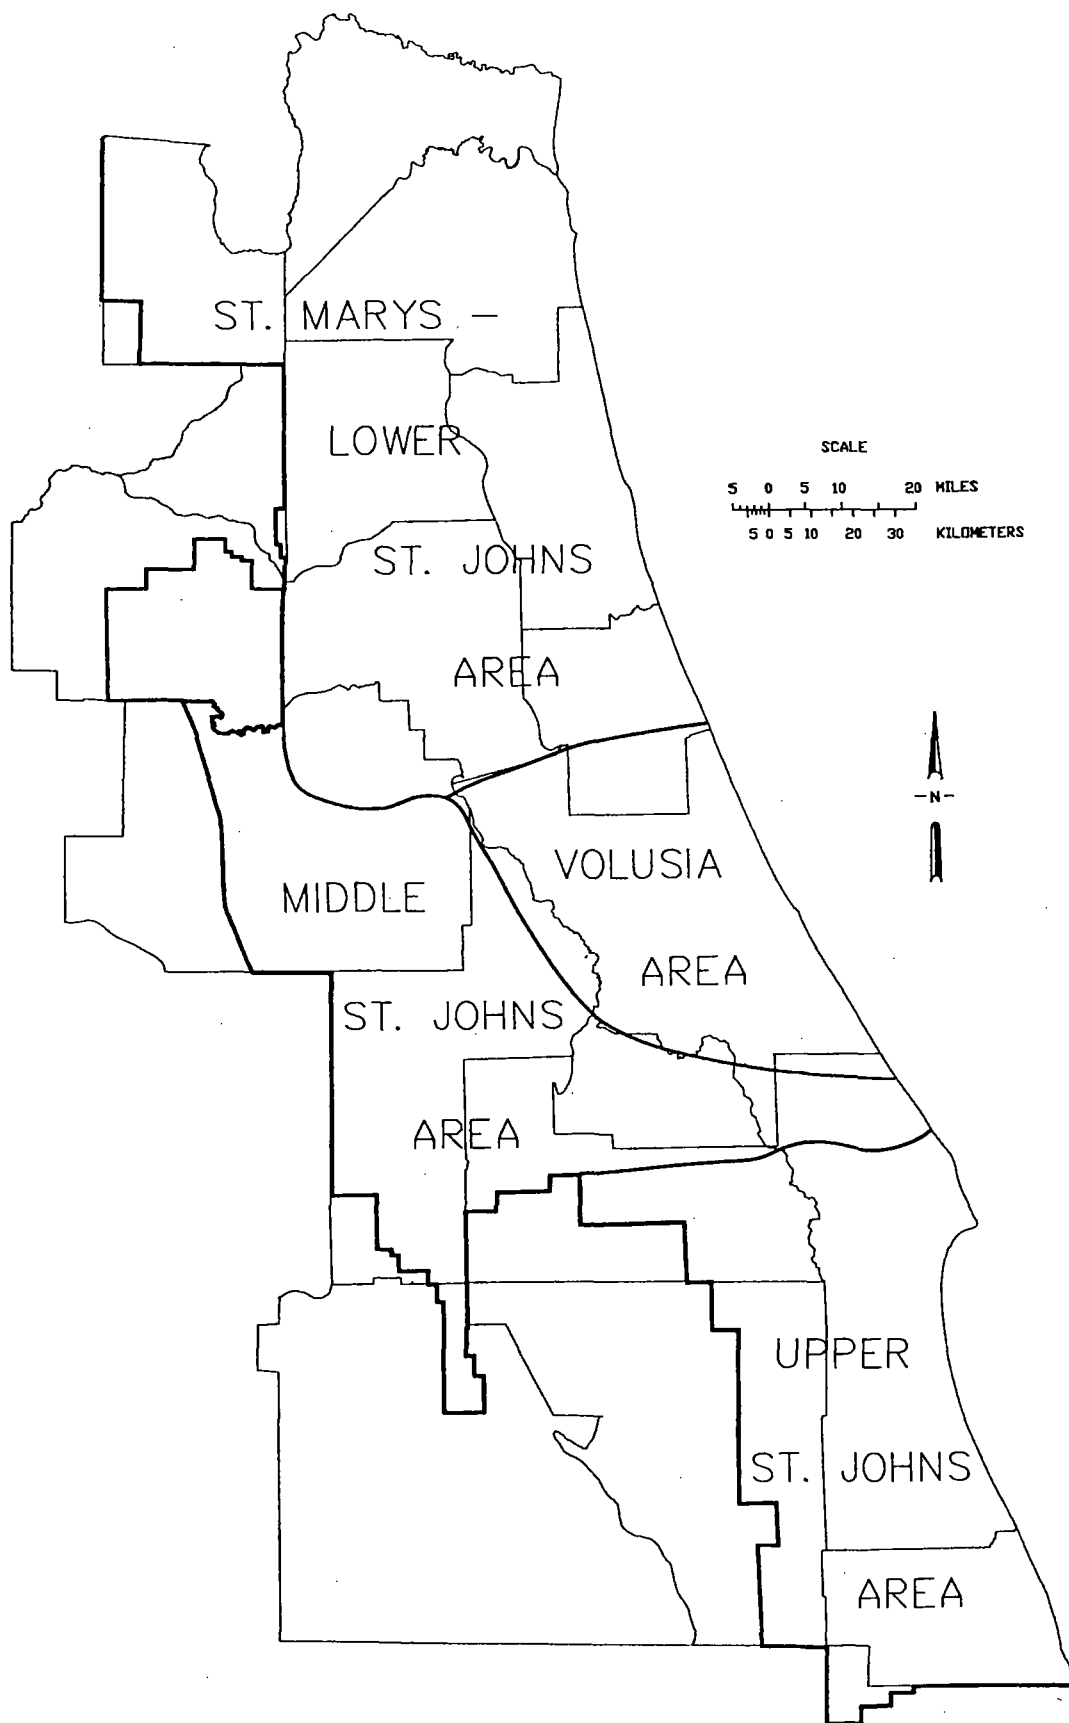 ST. MARYS -
LOWER
SCALE
5 0 5 10 20 MILES
5 0 5 10 20 30 KILOMETERS
ST. JOHNS
AREA
-N-
VOLUSIA
MIDDLE
AREA
ST. JOHNS
AREA
UPPER
ST. JOHNS
AREA